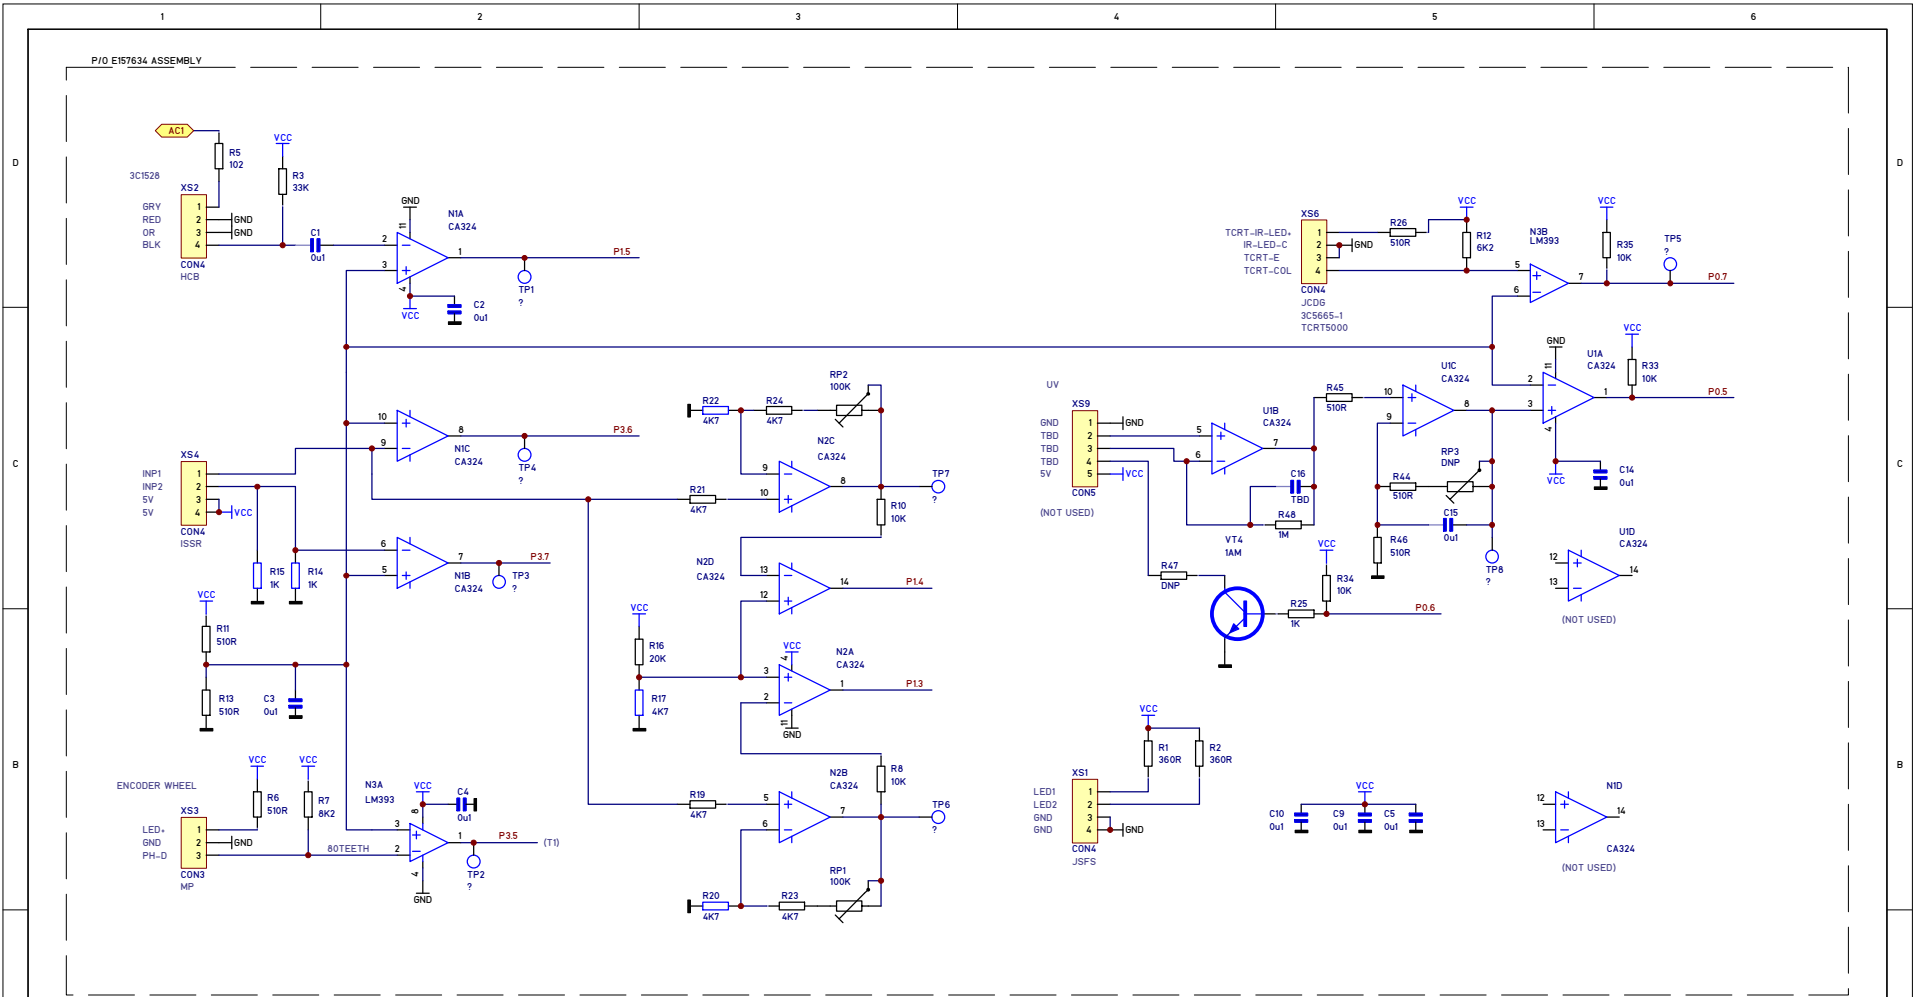 1 2 3 4 5 6
P/O E157634 ASSEMBLY
D D
C C
B B
AC1
R5
102
VCC
R3
33K
3C1528
XS2
GRY 1
RED 2 GND
OR 3 GND
BLK 4
CON4
HCB
C1
0u1
GND
11
N1A
CA324
2
3
1
4
P1.5
TP1
?
VCC
C2
0u1
10
9
8
N1C
CA324
P3.6
TP4
?
XS4
INP1 1
INP2 2
5V 3
5V 4 VCC
CON4
ISSR
6
5
7
N1B
CA324
P3.7
TP3
?
R15
1K
R14
1K
VCC
R11
510R
R13
510R
C3
0u1
ENCODER WHEEL
VCC
R6
510R
VCC
R7
8K2
N3A
LM393
VCC
8
C4
0u1
XS3
LED+ 1
GND 2 GND
PH-D 3
CON3
MP
80TEETH
3
2
1
4
GND
P3.5
(T1)
TP2
?
RP2
100K
R22
4K7
R24
4K7
N2C
CA324
9
10
8
R21
4K7
TP7
?
R10
10K
N2D
CA324
13
12
14
P1.4
VCC
R16
20K
R17
4K7
VCC
4
N2A
CA324
3
2
1
11
GND
P1.3
R8
10K
N2B
CA324
R19
4K7
5
6
7
TP6
?
RP1
100K
R20
4K7
R23
4K7
UV
XS9
GND 1 GND
TBD 2
TBD 3
TBD 4
5V 5 VCC
CON5
(NOT USED)
5
6
7
U1B
CA324
C16
TBD
R48
1M
R45
510R
10
9
8
U1C
CA324
RP3
DNP
R44
510R
C15
0u1
R46
510R
TP8
?
VT4
1AM
R47
DNP
VCC
R34
10K
R25
1K
P0.6
XS6
TCRT-IR-LED+ 1
IR-LED-C 2 GND
TCRT-E 3
TCRT-COL 4
CON4
JCDG
3C5665-1
TCRT5000
R26
510R
VCC
R12
6K2
N3B
LM393
5
6
7
VCC
R35
10K
TP5
?
P0.7
GND
11
U1A
CA324
2
3
1
4
VCC
R33
10K
P0.5
VCC
C14
0u1
U1D
CA324
12
13
14
(NOT USED)
VCC
R1
360R
R2
360R
XS1
LED1 1
LED2 2
GND 3
GND 4 GND
CON4
JSFS
VCC
C10
0u1
C9
0u1
C5
0u1
N1D
12
13
14
CA324
(NOT USED)